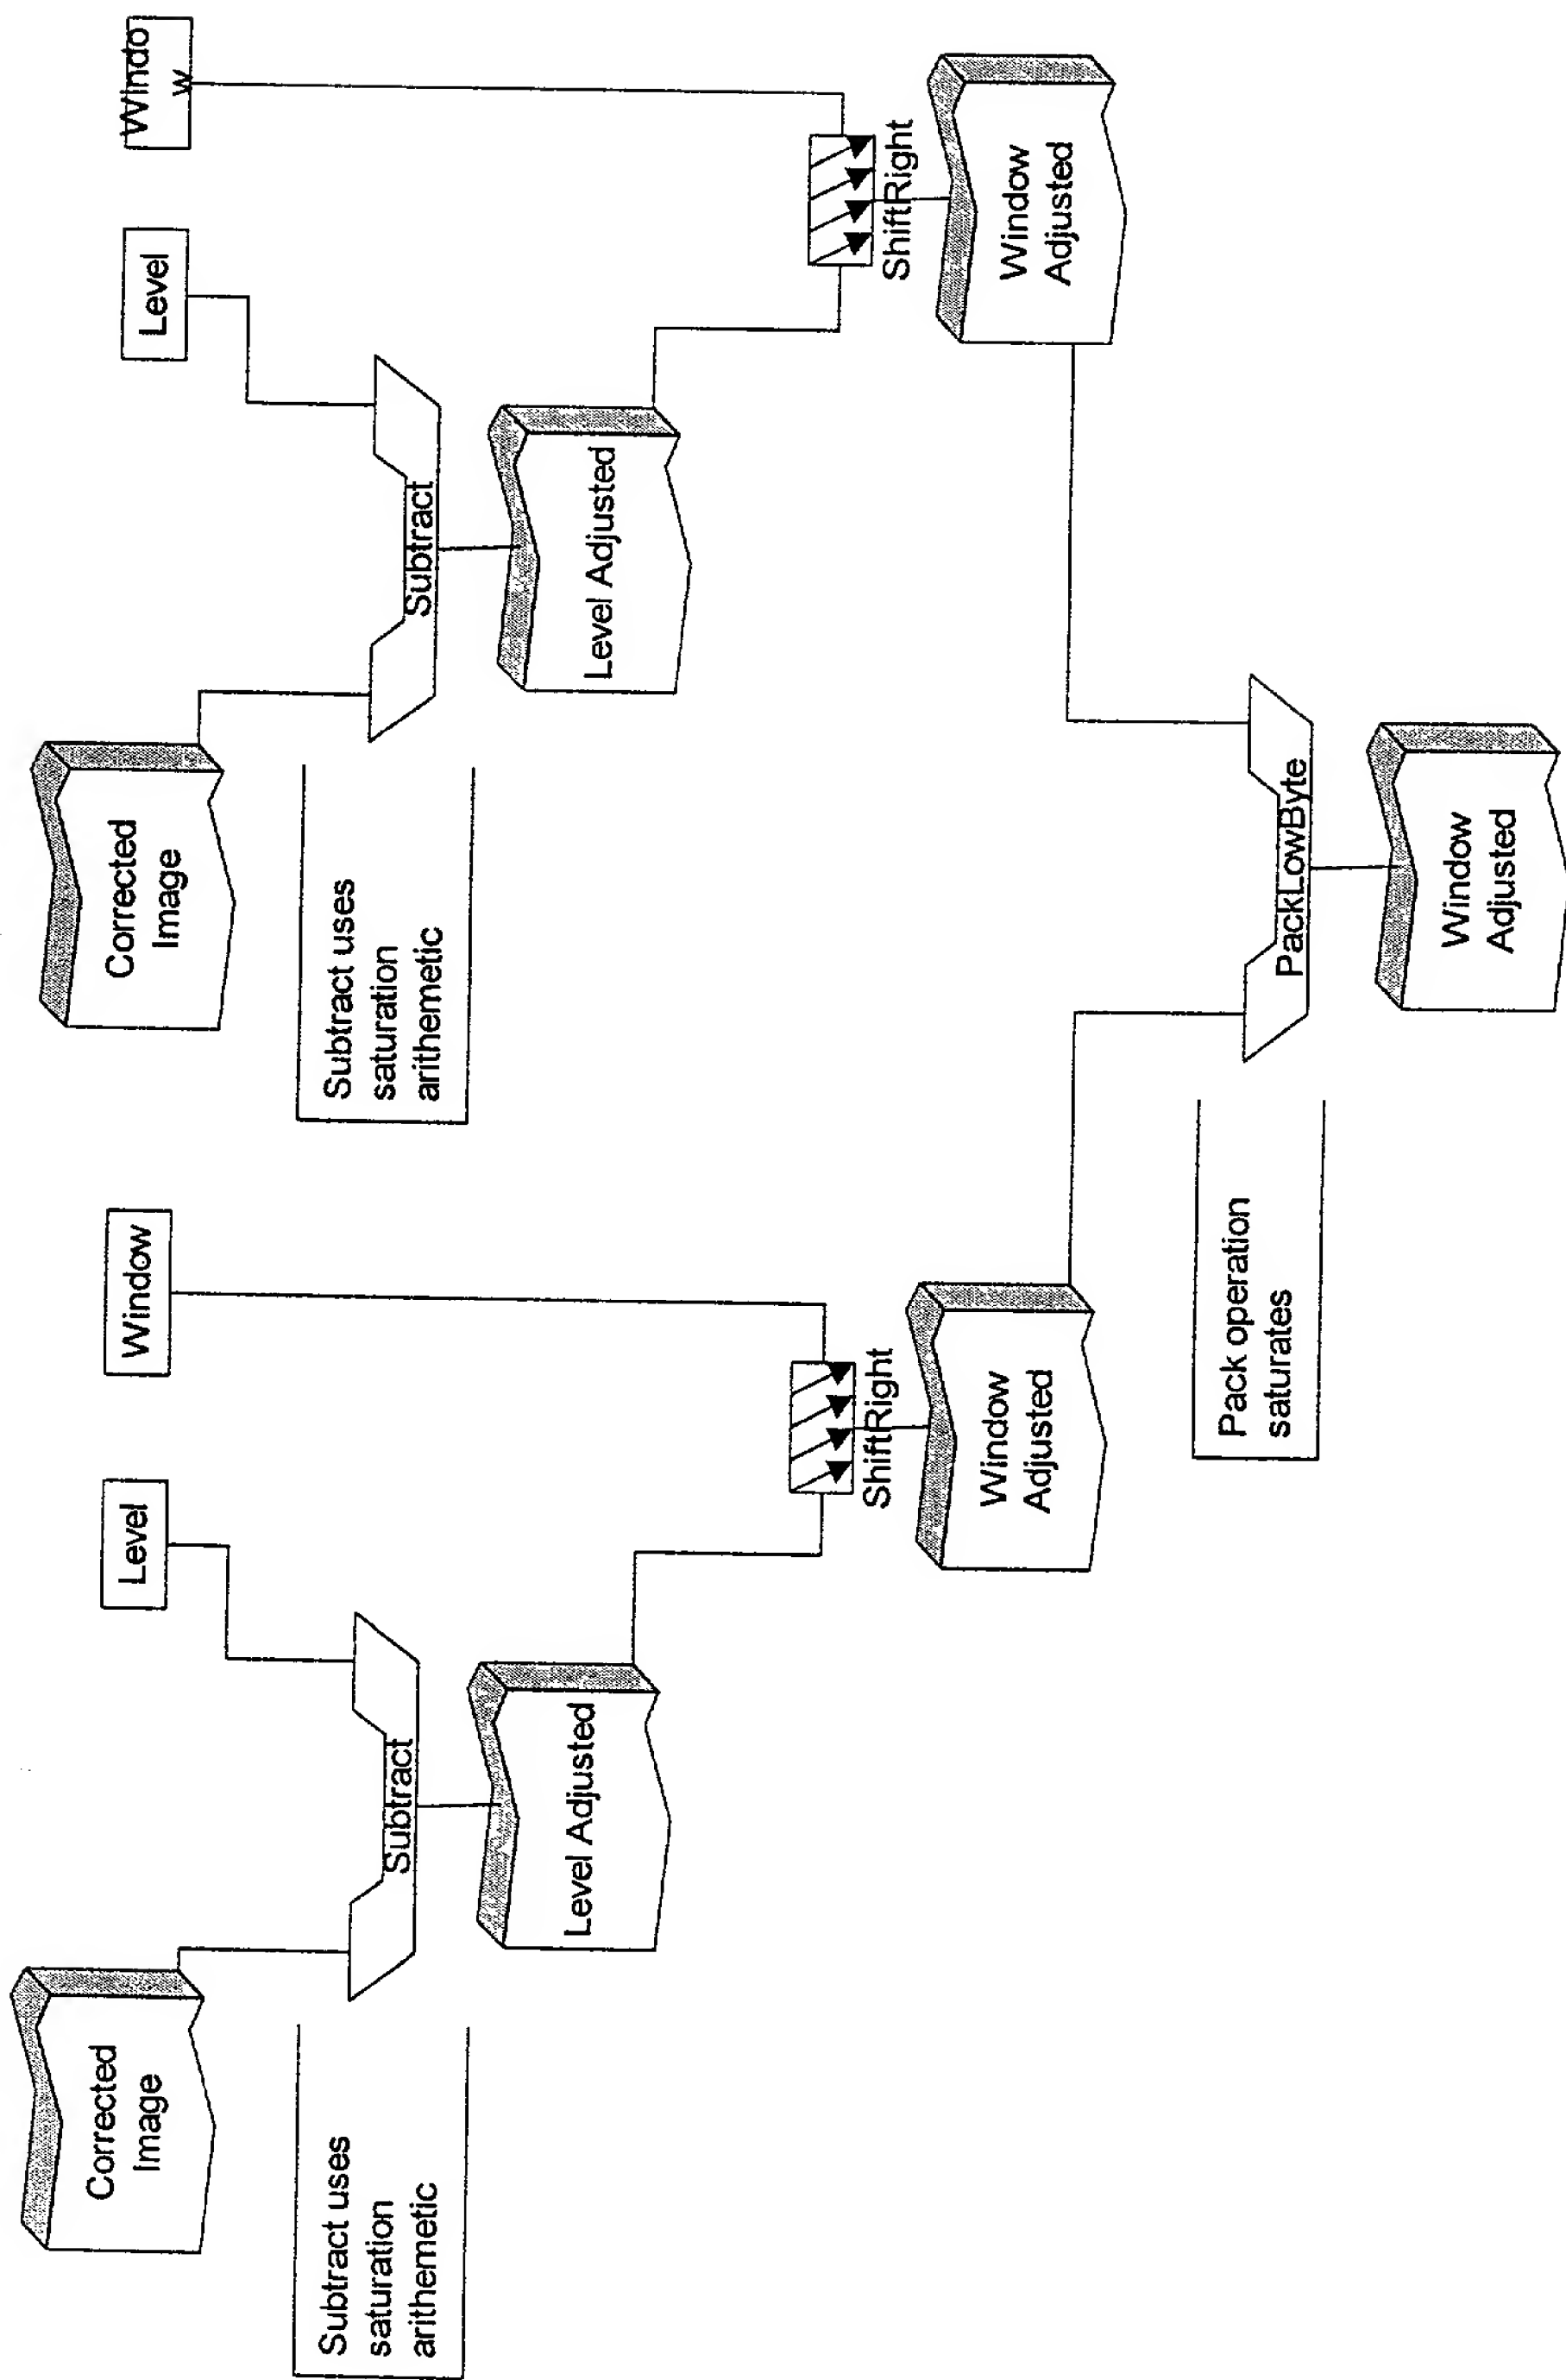 Corrected
Image
Level
Window
Subtract uses
saturation
arithemetic
Subtract
Level Adjusted
ShiftRight
Window
Adjusted
Corrected
Image
Level
Windo
w
Subtract uses
saturation
arithemetic
Subtract
Level Adjusted
ShiftRight
Window
Adjusted
Pack operation
saturates
PackLowByte
Window
Adjusted